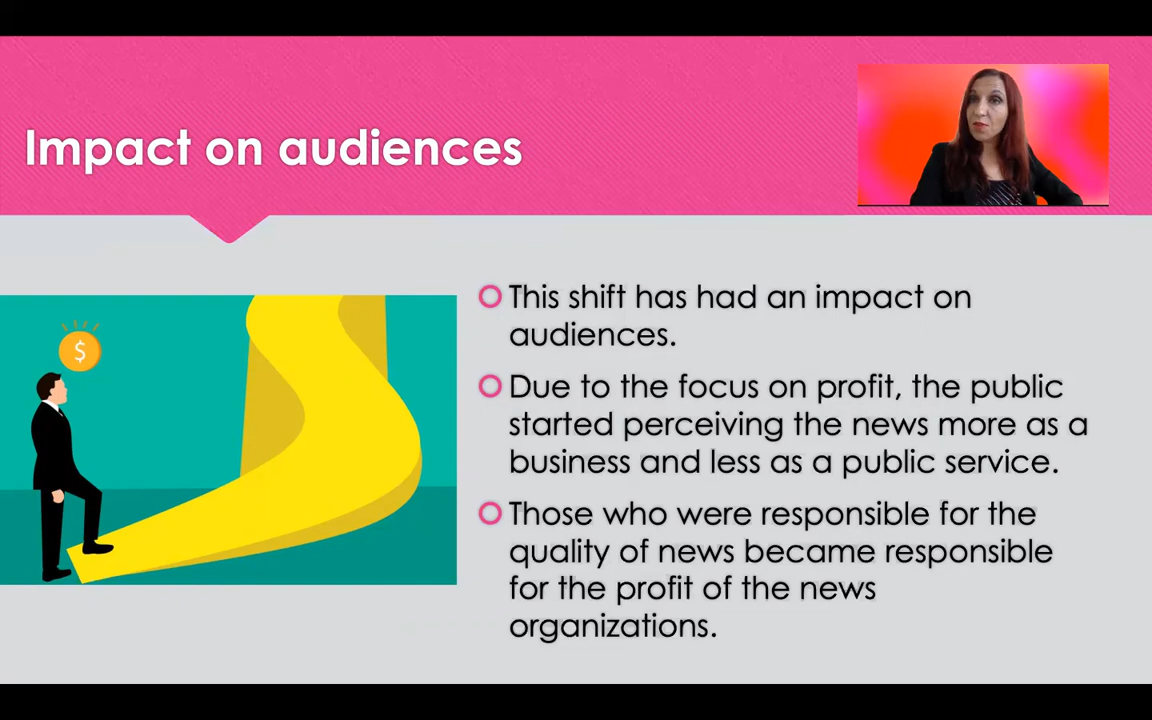 Impact on audiences
$
This shift has had an impact on
audiences.
Due to the focus on profit, the public
started perceiving the news more as a
business and less as a public service.
Those who were responsible for the
quality of news became responsible
for the profit of the news
organizations.